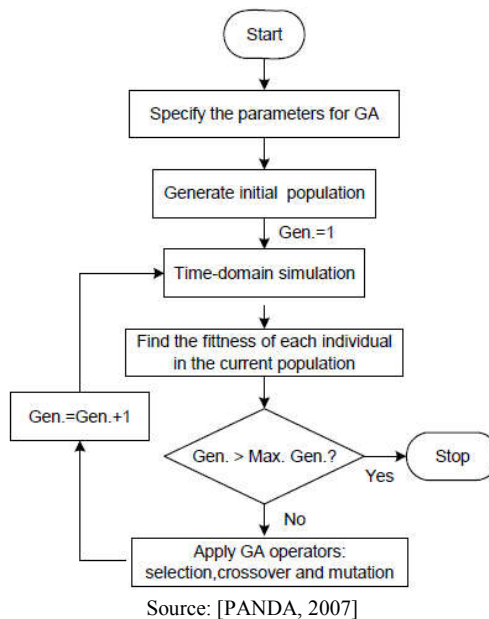 Start
Specify the parameters for GA
Generate initial population
Gen.=1
Time-domain simulation
Find the fittness of each individual
in the current population
Gen.=Gen.+1
Gen. > Max. Gen.?
Stop
Yes
No
Apply GA operators:
selection,crossover and mutation
Source: [PANDA, 2007]